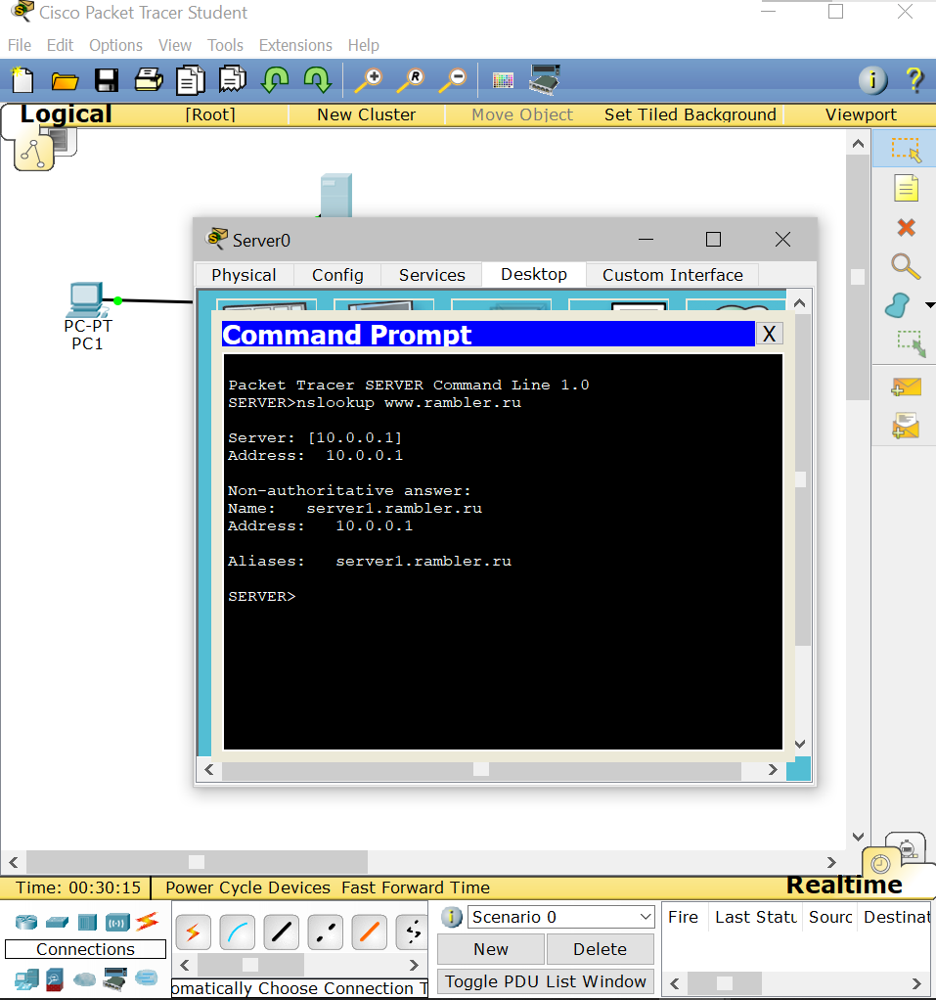 Cisco Packet Tracer Student
File Edit Options View Tools Extensions Help
R
i ?
Logical [Root] New Cluster Move Object Set Tiled Background Viewport
Server0
Physical Config Services Desktop Custom Interface
PC-PT
PC1
Command Prompt X
Packet Tracer SERVER Command Line 1.0
SERVER>nslookup www.rambler.ru
Server: [10.0.0.1]
Address: 10.0.0.1
Non-authoritative answer:
Name: server1.rambler.ru
Address: 10.0.0.1
Aliases: server1.rambler.ru
SERVER>
Time: 00:30:15 Power Cycle Devices Fast Forward Time Realtime
i Scenario 0
Fire Last Statu Sourc Destinat
Connections
New Delete
Toggle PDU List Window
omatically Choose Connection T